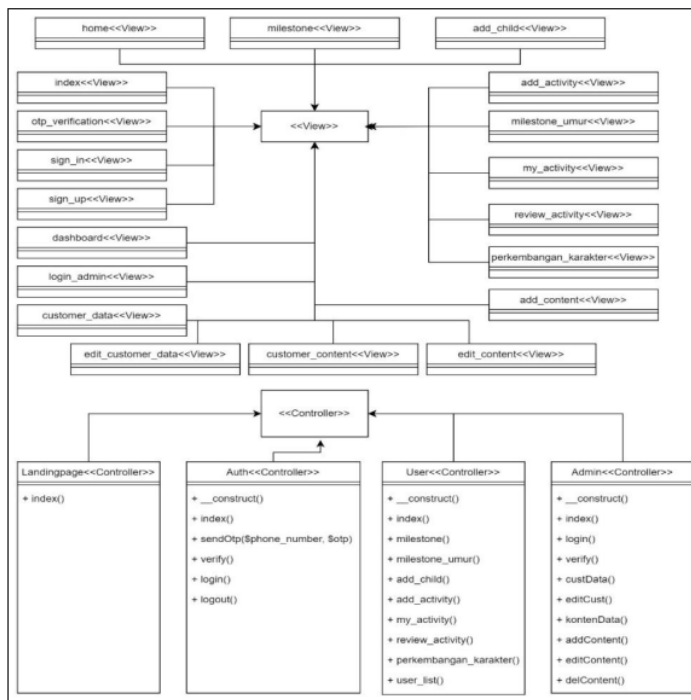 home<<View>>
milestone<<View>>
add_child<<View>>
index<<View>>
otp_verification<<View>>
sign_in<<View>>
sign_up<<View>>
dashboard<<View>>
login_admin<<View>>
customer_data<<View>>
<<View>>
add_activity<<View>>
milestone_umur<<View>>
my_activity<<View>>
review_activity<<View>>
perkembangan_karakter<<View>>
add_content<<View>>
edit_customer_data<<View>>
customer_content<<View>>
edit_content<<View>>
<<Controller>>
Landingpage<<Controller>>
+ index()
Auth<<Controller>>
+ __construct()
+ index()
+ sendOtp($phone_number, $otp)
+ verify()
+ login()
+ logout()
User<<Controller>>
+ __construct()
+ index()
+ milestone()
+ milestone_umur()
+ add_child()
+ add_activity()
+ my_activity()
+ review_activity()
+ perkembangan_karakter()
+ user_list()
Admin<<Controller>>
+ __construct()
+ index()
+ login()
+ verify()
+ custData()
+ editCust()
+ kontenData()
+ addContent()
+ editContent()
+ delContent()